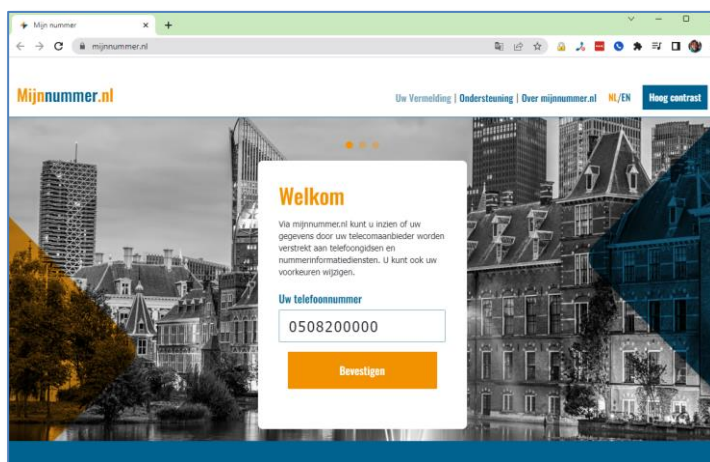 Mijn nummer
mijnnummer.nl
Mijnnummer.nl
Uw Vermelding | Ondersteuning | Over mijnnummer.nl NL/EN Hoog contrast
Welkom
Via mijnnummer.nl kunt u inzien of uw
gegevens door uw telecomaanbieder worden
verstrekt aan telefoongidsen en
nummerinformatiediensten. U kunt ook uw
voorkeuren wijzigen.
Uw telefoonnummer
0508200000
Bevestigen